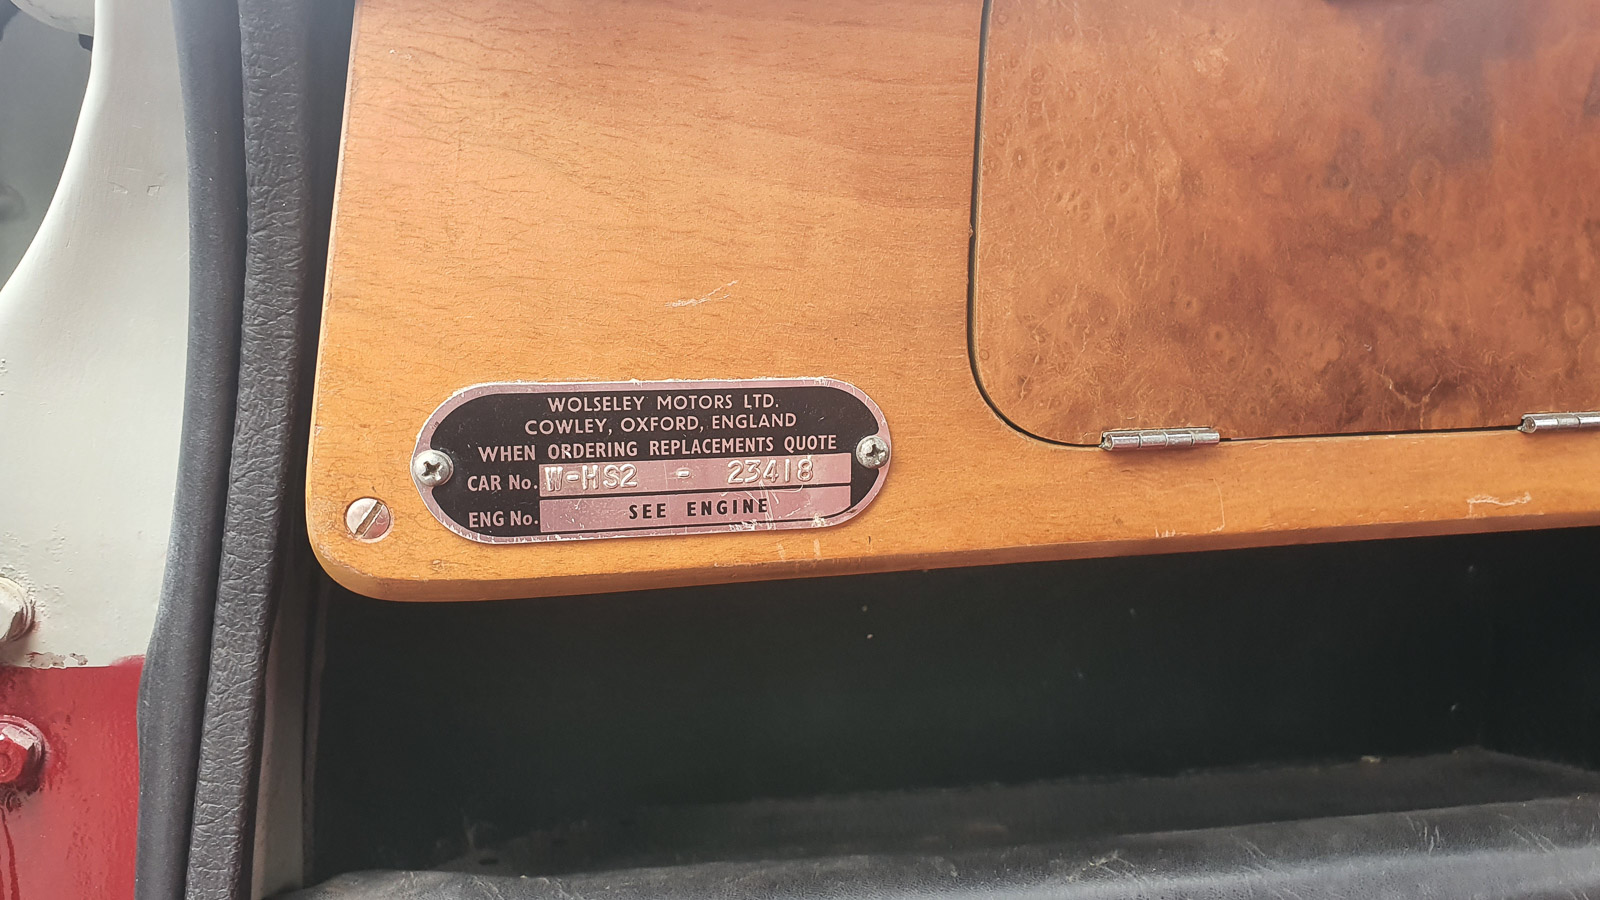 WOLSELEY MOTORS LTD.
COWLEY, OXFORD, ENGLAND
WHEN ORDERING REPLACEMENTS QUOTE
CAR No. W-HS2 - 23418
ENG No. SEE ENGINE